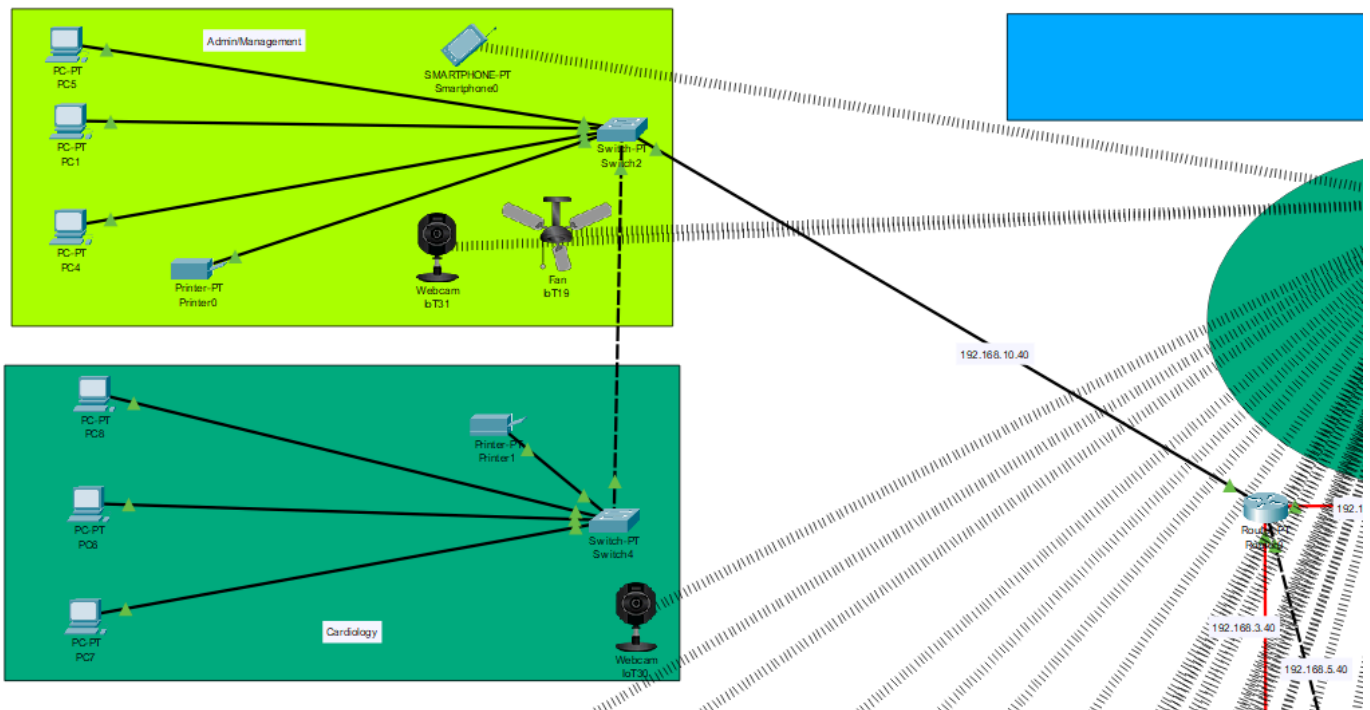 Admin/Management
PC-PT
PC5
SMARTPHONE-PT
Smartphone0
PC-PT
PC1
Switch-PT
Switch2
PC-PT
PC4
Printer-PT
Printer0
Webcam
IoT31
Fan
IoT19
192.168.10.40
PC-PT
PC8
Printer-PT
Printer1
PC-PT
PC6
Switch-PT
Switch4
192.1
PC-PT
PC7
Cardiology
Webcam
IoT30
192.168.3.40
192.168.5.40